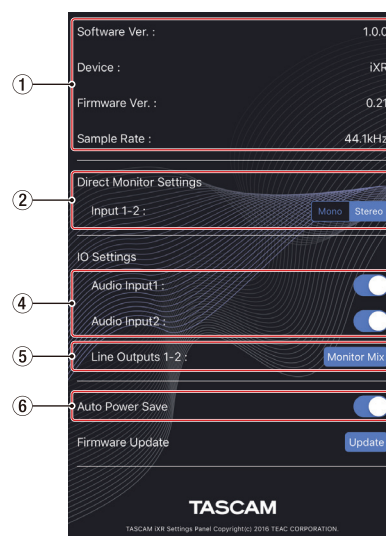 Software Ver. : 1.0.0
① Device : iXR
Firmware Ver. : 0.21
Sample Rate : 44.1kHz
Direct Monitor Settings
② Input 1-2 : Mono Stereo
IO Settings
④ Audio Input1 :
Audio Input2 :
⑤ Line Outputs 1-2 : Monitor Mix
⑥ Auto Power Save
Firmware Update Update
TASCAM
TASCAM iXR Settings Panel Copyright(c) 2016 TEAC CORPORATION.